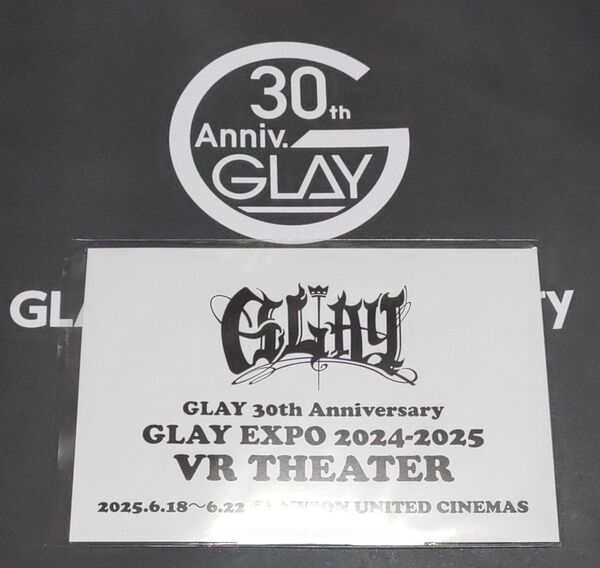 30th
Anniv.
GLAY
GLAY
GLAY 30th Anniversary
GLAY EXPO 2024-2025
VR THEATER
2025.6.18～6.22 UNITED CINEMAS